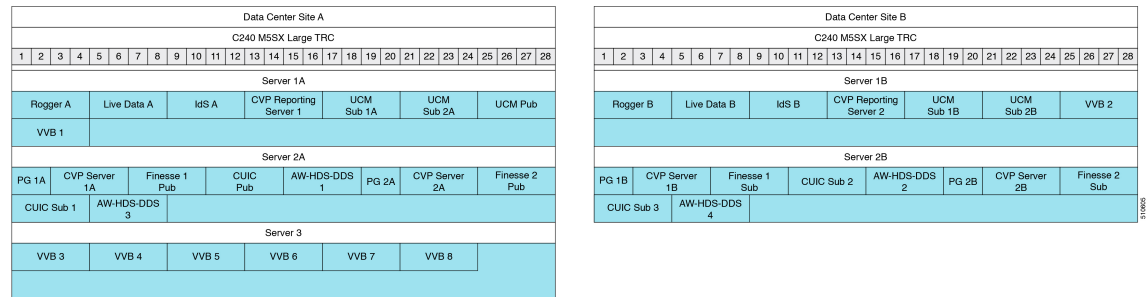 Data Center Site A
C240 M5SX Large TRC
1 2 3 4 5 6 7 8 9 10 11 12 13 14 15 16 17 18 19 20 21 22 23 24 25 26 27 28
Server 1A
Rogger A Live Data A IdS A CVP Reporting Server 1 UCM Sub 1A UCM Sub 2A UCM Pub
VVB 1
Server 2A
PG 1A CVP Server 1A Finesse 1 Pub CUIC Pub AW-HDS-DDS 1 PG 2A CVP Server 2A Finesse 2 Pub
CUIC Sub 1 AW-HDS-DDS 3
Server 3
VVB 3 VVB 4 VVB 5 VVB 6 VVB 7 VVB 8
Data Center Site B
C240 M5SX Large TRC
1 2 3 4 5 6 7 8 9 10 11 12 13 14 15 16 17 18 19 20 21 22 23 24 25 26 27 28
Server 1B
Rogger B Live Data B IdS B CVP Reporting Server 2 UCM Sub 1B UCM Sub 2B VVB 2
Server 2B
PG 1B CVP Server 1B Finesse 1 Sub CUIC Sub 2 AW-HDS-DDS 2 PG 2B CVP Server 2B Finesse 2 Sub
CUIC Sub 3 AW-HDS-DDS 4
510605